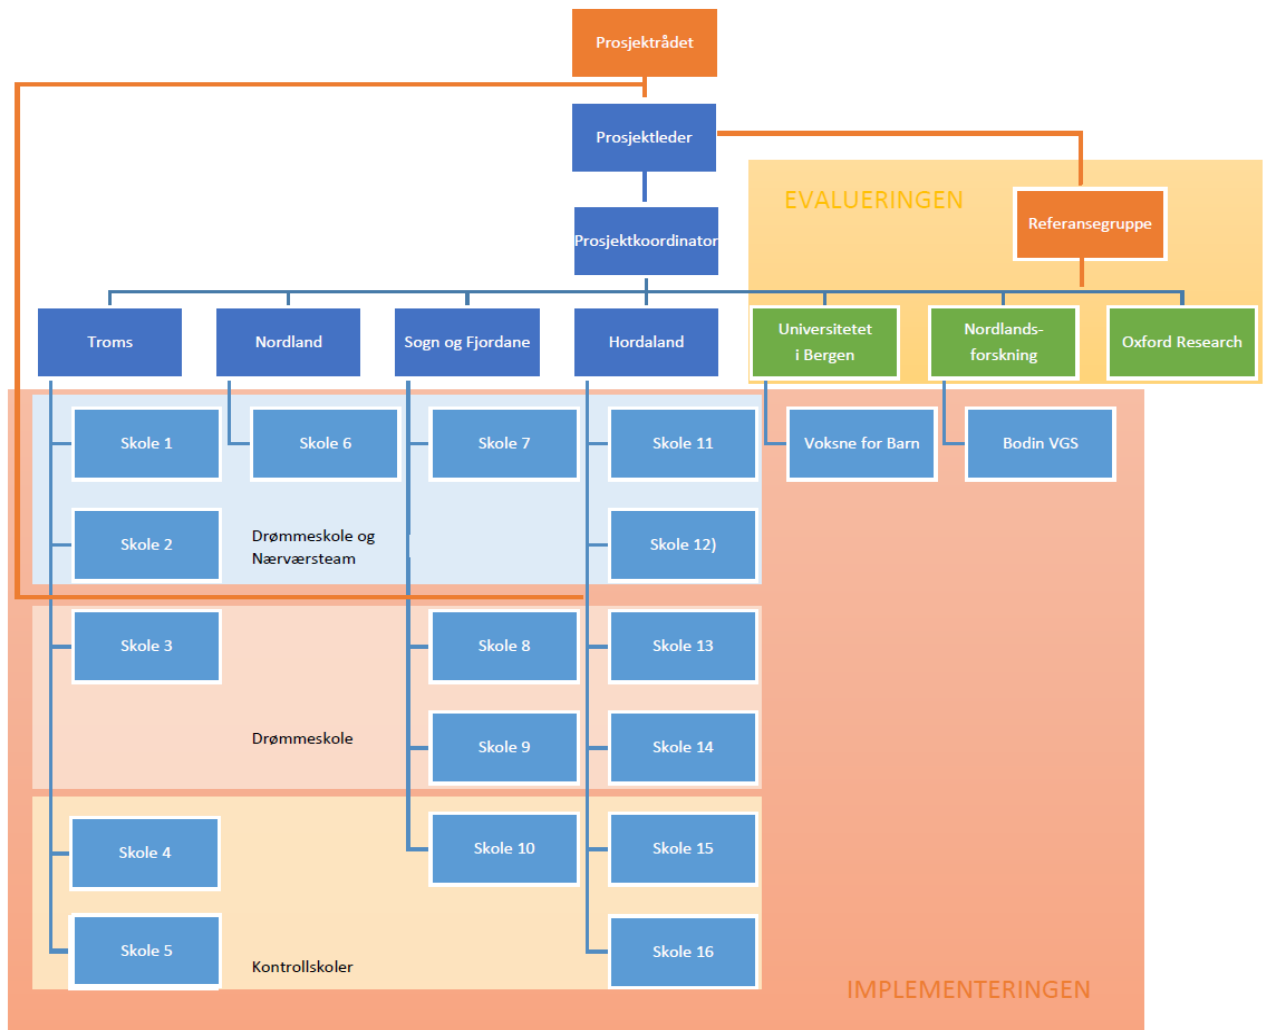 Prosjektrådet
Prosjektleder
EVALUERINGEN
Referansegruppe
Prosjektkoordinator
Troms
Nordland
Sogn og Fjordane
Hordaland
Universitetet
i Bergen
Nordlands-
forskning
Oxford Research
Skole 1
Skole 6
Skole 7
Skole 11
Voksne for Barn
Bodin VGS
Skole 2
Drømmeskole og
Nærværsteam
Skole 12)
Skole 3
Skole 8
Skole 13
Drømmeskole
Skole 9
Skole 14
Skole 4
Skole 10
Skole 15
Skole 5
Kontrollskoler
Skole 16
IMPLEMENTERINGEN